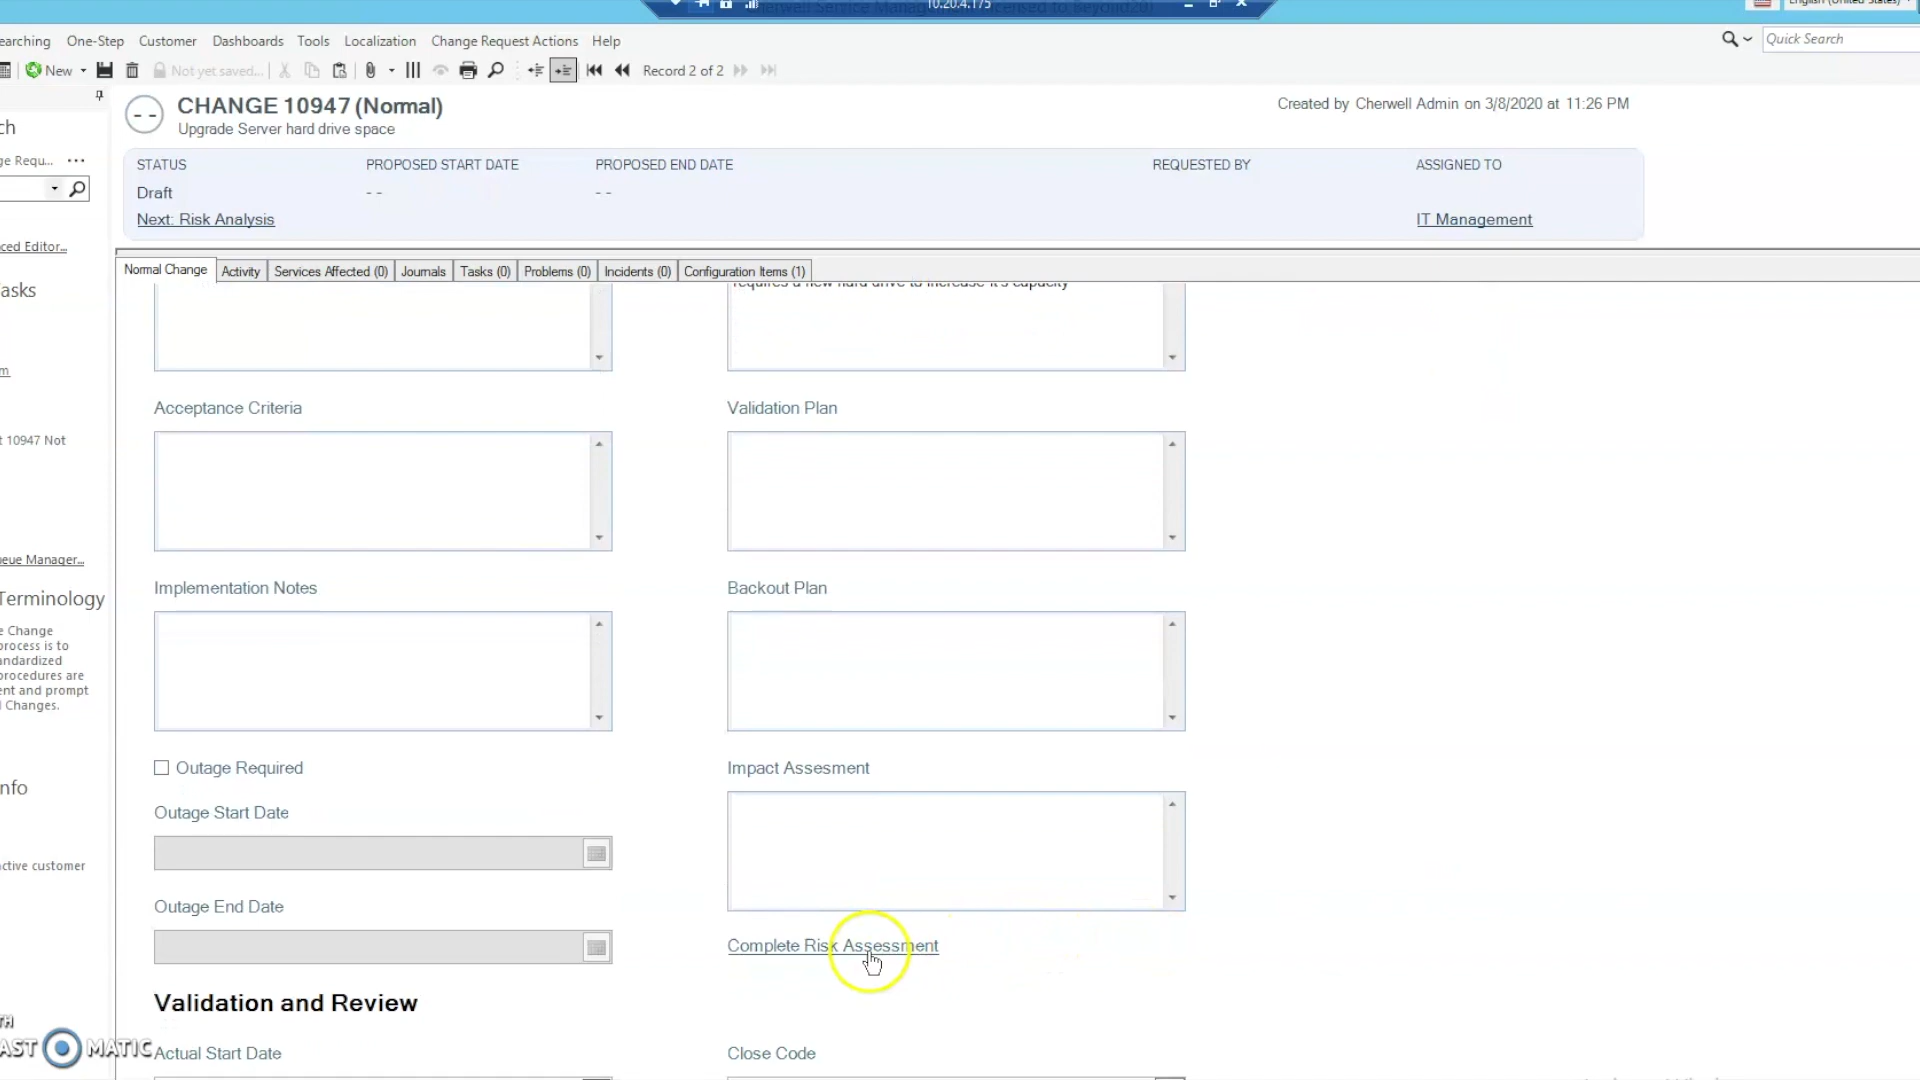 10.20.4.175
English (United States)
earching One-Step Customer Dashboards Tools Localization Change Request Actions Help
Quick Search
New Not yet saved... Record 2 of 2
CHANGE 10947 (Normal)
Upgrade Server hard drive space
Created by Cherwell Admin on 3/8/2020 at 11:26 PM
ch
ge Requ... ...
STATUS PROPOSED START DATE PROPOSED END DATE REQUESTED BY ASSIGNED TO
Draft - - - -
Next: Risk Analysis IT Management
ced Editor...
Normal Change Activity Services Affected (0) Journals Tasks (0) Problems (0) Incidents (0) Configuration Items (1)
requires a new hard drive to increase it's capacity
asks
m
Acceptance Criteria Validation Plan
t 10947 Not
eue Manager...
Implementation Notes Backout Plan
Terminology
e Change
process is to
andardized
procedures are
ent and prompt
l Changes.
Outage Required Impact Assesment
nfo
Outage Start Date
active customer
Outage End Date
Complete Risk Assessment
Validation and Review
TH
AST MATIC
Actual Start Date Close Code